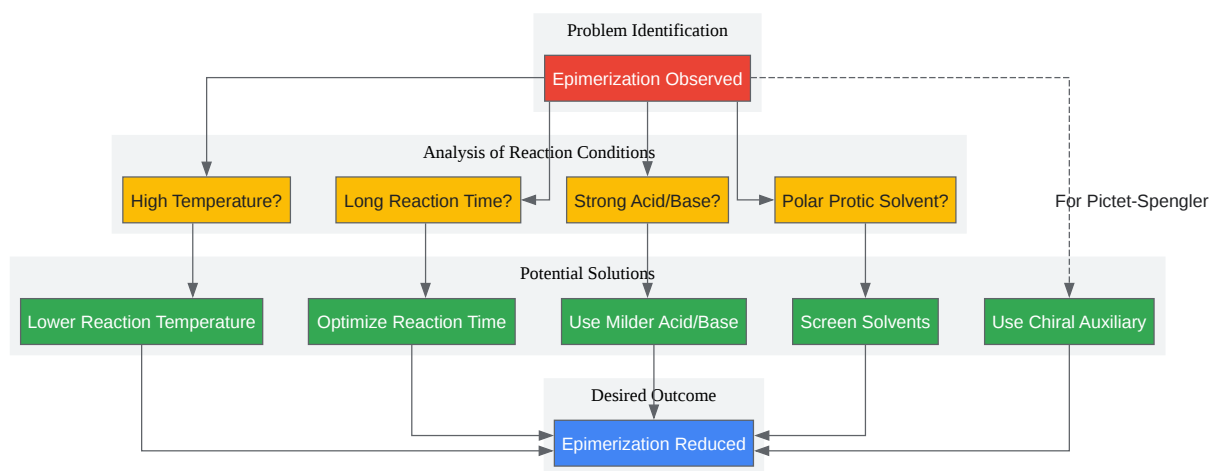 Problem Identification
Epimerization Observed
Analysis of Reaction Conditions
High Temperature?
Long Reaction Time?
Strong Acid/Base?
Polar Protic Solvent?
For Pictet-Spengler
Potential Solutions
Lower Reaction Temperature
Optimize Reaction Time
Use Milder Acid/Base
Screen Solvents
Use Chiral Auxiliary
Desired Outcome
Epimerization Reduced